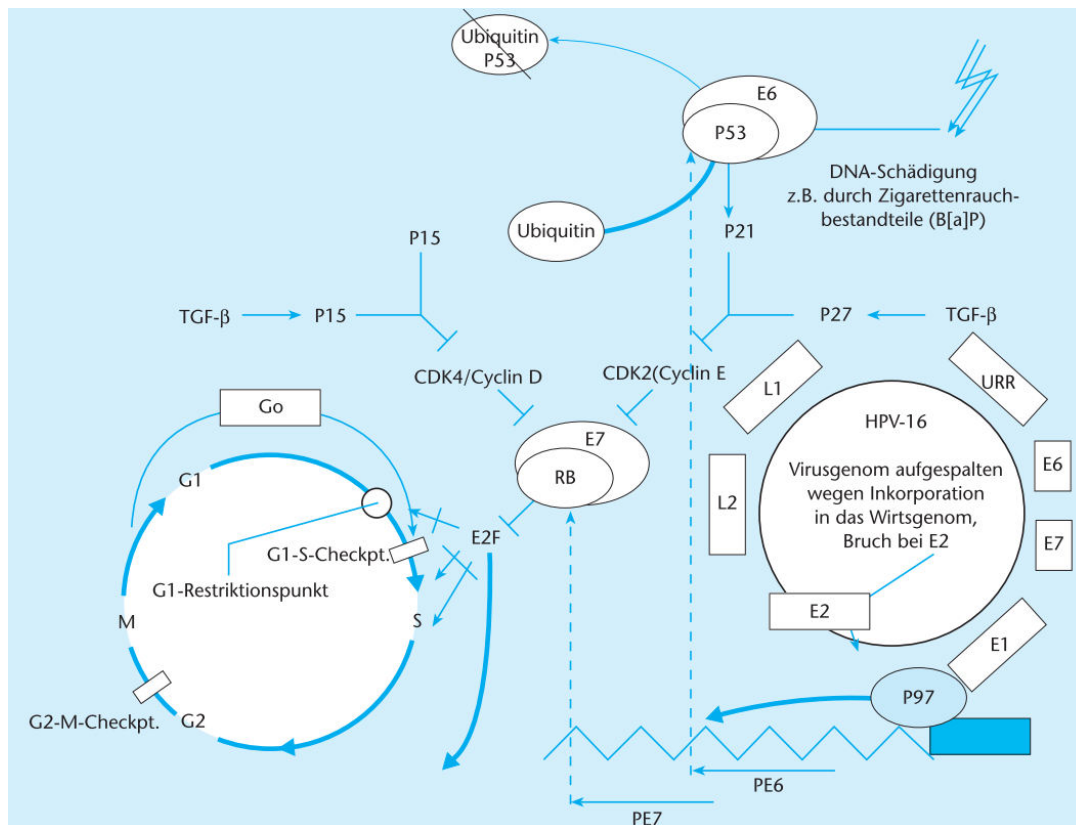 Ubiquitin
P53
E6
P53
DNA-Schädigung
z.B. durch Zigarettenrauch-
bestandteile (B[a]P)
Ubiquitin
P21
P15
TGF-β
P15
P27
TGF-β
CDK4/Cyclin D
CDK2(Cyclin E
L1
URR
Go
E7
RB
HPV-16
Virusgenom aufgespalten
wegen Inkorporation
in das Wirtsgenom,
Bruch bei E2
L2
E6
E7
G1
E2F
G1-S-Checkpt.
G1-Restriktionspunkt
M
S
E2
E1
G2-M-Checkpt.
G2
P97
PE6
PE7